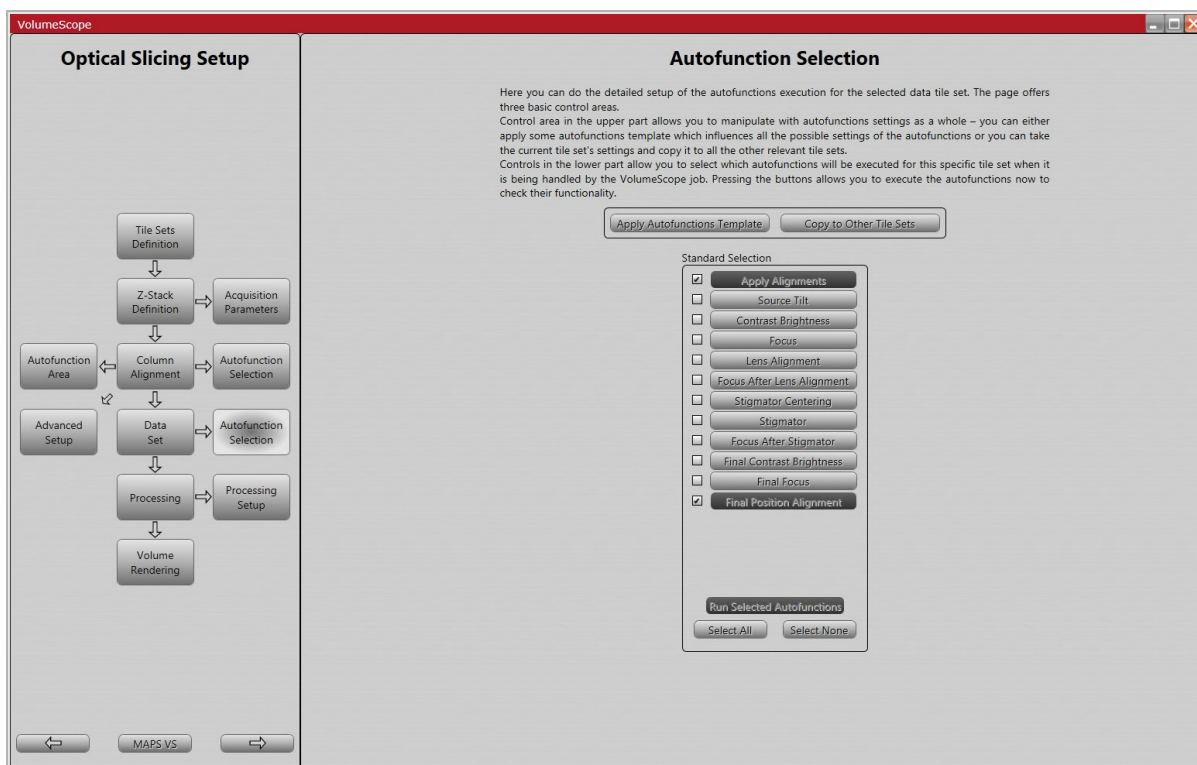 VolumeScope
Optical Slicing Setup
Tile Sets
Definition
Z-Stack
Definition
Acquisition
Parameters
Autofunction
Area
Column
Alignment
Autofunction
Selection
Advanced
Setup
Data
Set
Autofunction
Selection
Processing
Processing
Setup
Volume
Rendering
MAPS VS
Autofunction Selection
Here you can do the detailed setup of the autofunctions execution for the selected data tile set. The page offers
three basic control areas.
Control area in the upper part allows you to manipulate with autofunctions settings as a whole – you can either
apply some autofunctions template which influences all the possible settings of the autofunctions or you can take
the current tile set's settings and copy it to all the other relevant tile sets.
Controls in the lower part allow you to select which autofunctions will be executed for this specific tile set when it
is being handled by the VolumeScope job. Pressing the buttons allows you to execute the autofunctions now to
check their functionality.
Apply Autofunctions Template
Copy to Other Tile Sets
Standard Selection
Apply Alignments
Source Tilt
Contrast Brightness
Focus
Lens Alignment
Focus After Lens Alignment
Stigmator Centering
Stigmator
Focus After Stigmator
Final Contrast Brightness
Final Focus
Final Position Alignment
Run Selected Autofunctions
Select All
Select None